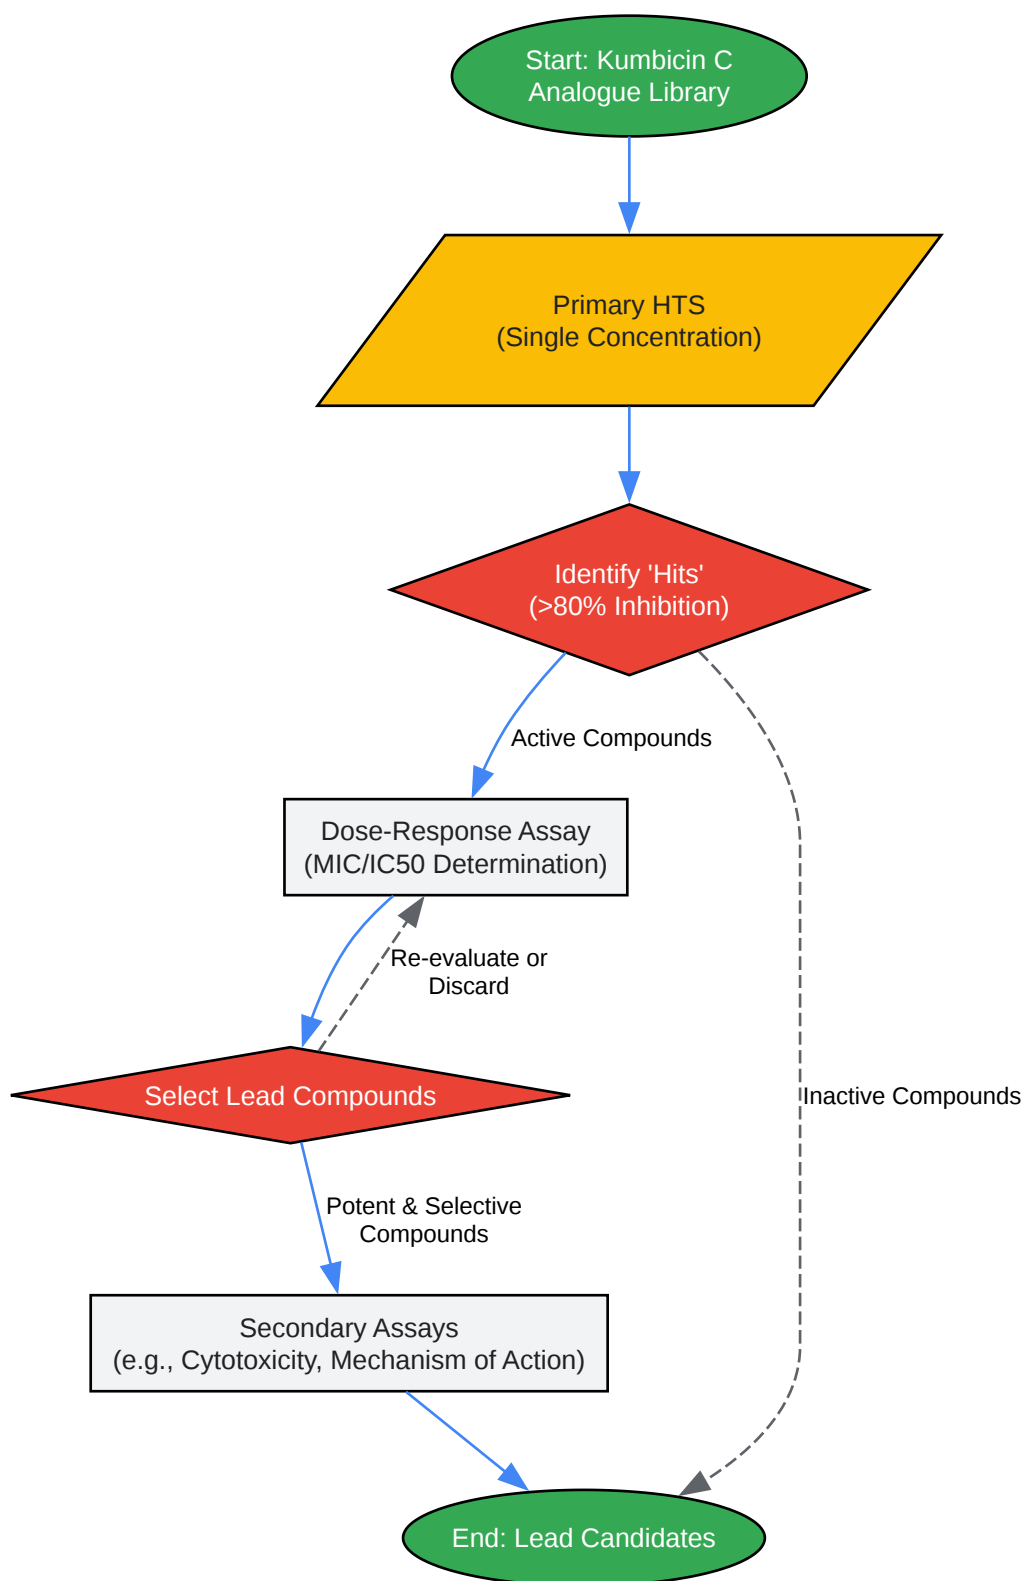 Start: Kumbicin C
Analogue Library
Primary HTS
(Single Concentration)
Identify 'Hits'
(>80% Inhibition)
Active Compounds
Dose-Response Assay
(MIC/IC50 Determination)
Re-evaluate or
Discard
Select Lead Compounds
Inactive Compounds
Potent & Selective
Compounds
Secondary Assays
(e.g., Cytotoxicity, Mechanism of Action)
End: Lead Candidates